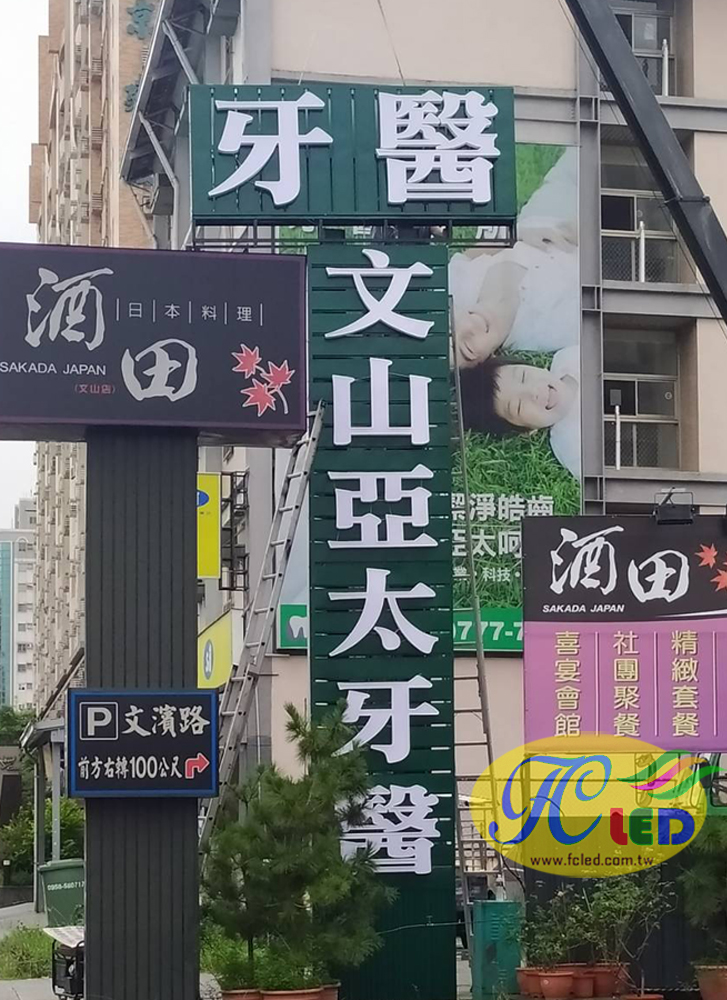 牙醫
文山亞太牙醫
酒田
日本料理
SAKADA JAPAN
(文山店)
P文濱路
前方右轉100公尺
潔淨皓齒
亞太
科技
777-7
酒田
SAKADA JAPAN
喜宴會館
社團聚餐
精緻套餐
FC LED
www.fcled.com.tw